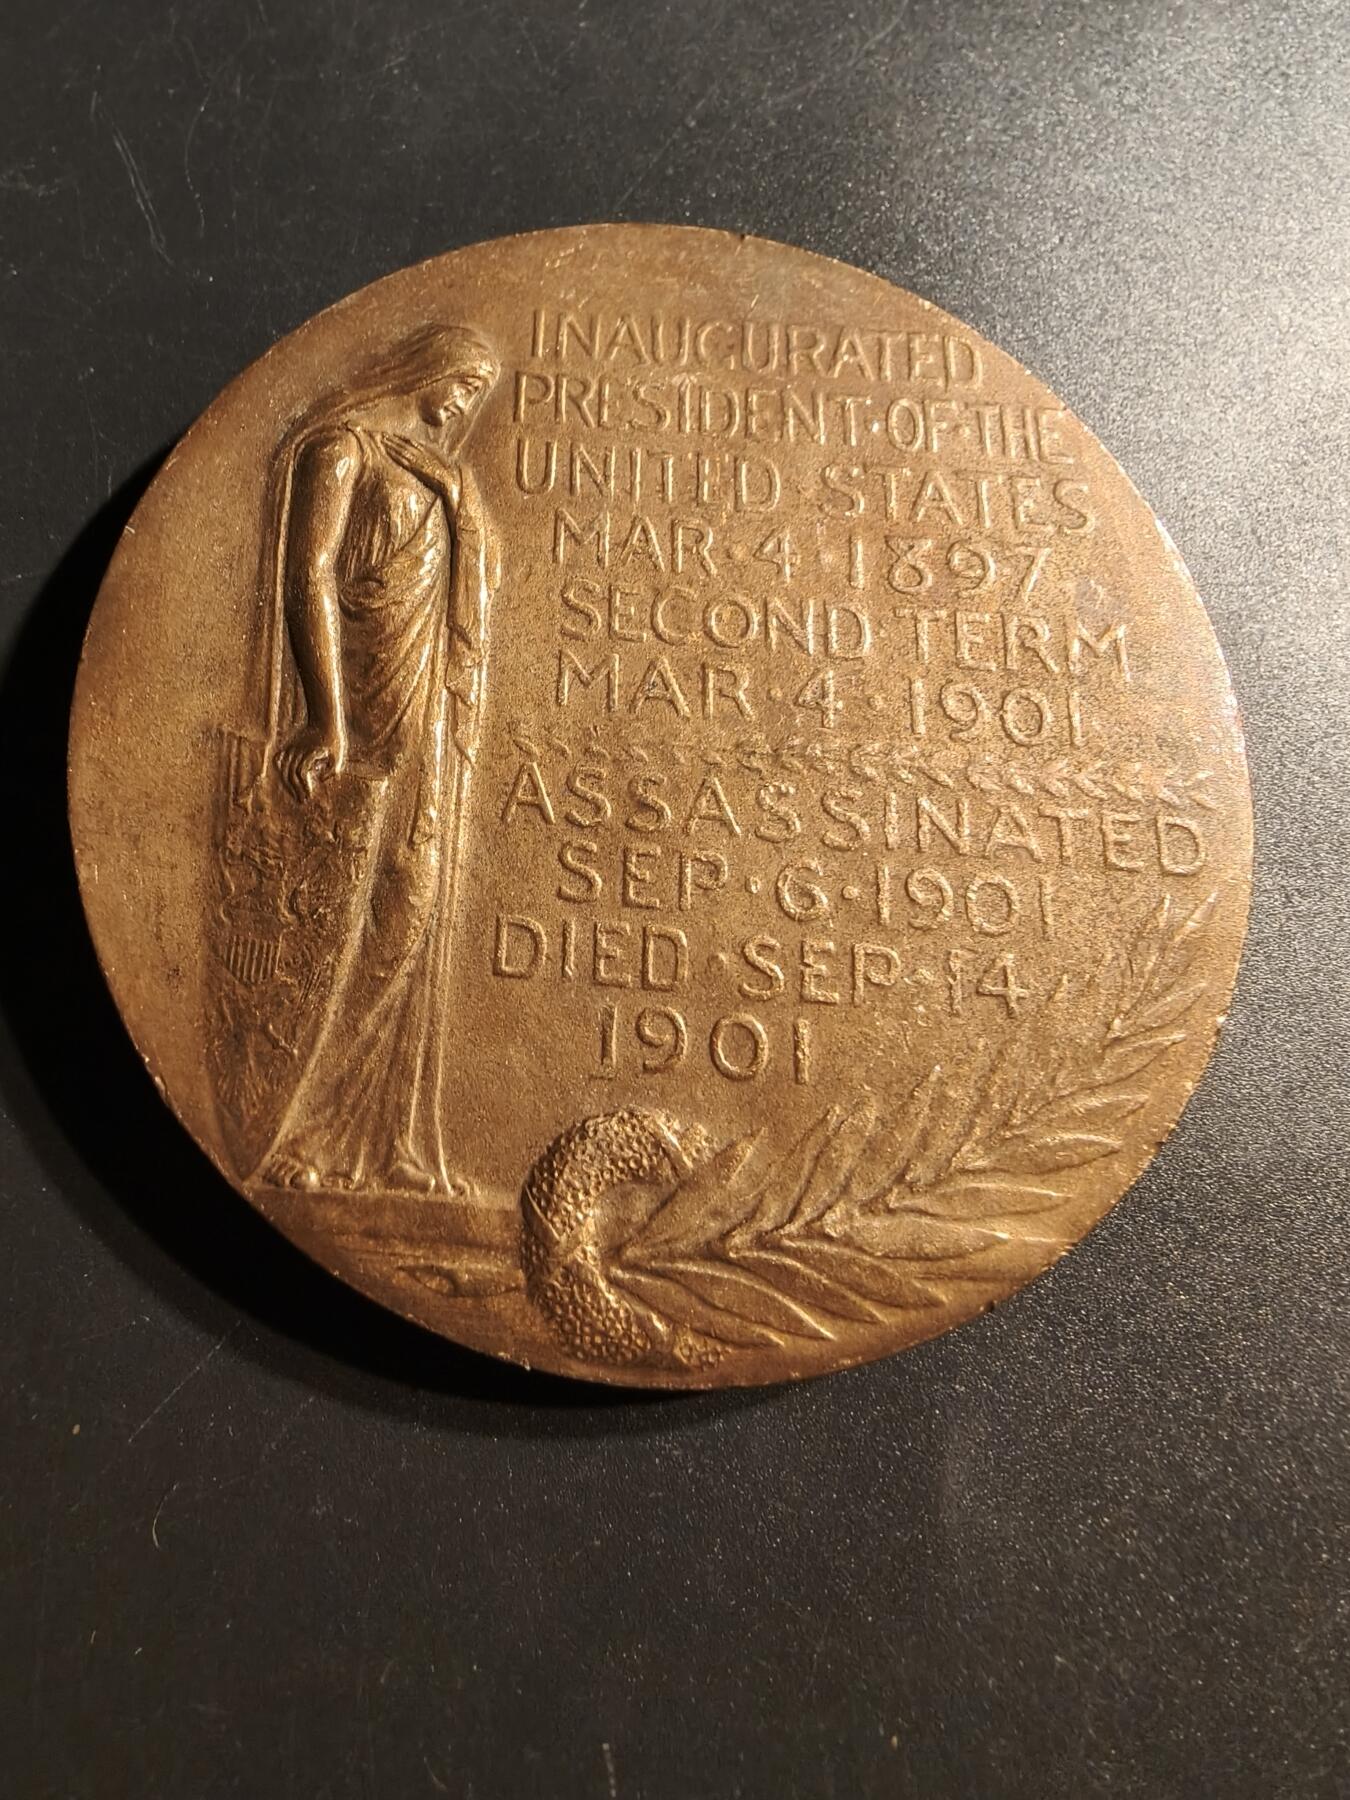 INAUGURATED
PRESIDENT·OF·THE
UNITED STATES
MAR·4·1897
SECOND·TERM
MAR·4·1901
ASSASSINATED
SEP·6·1901
DIED·SEP·14
1901